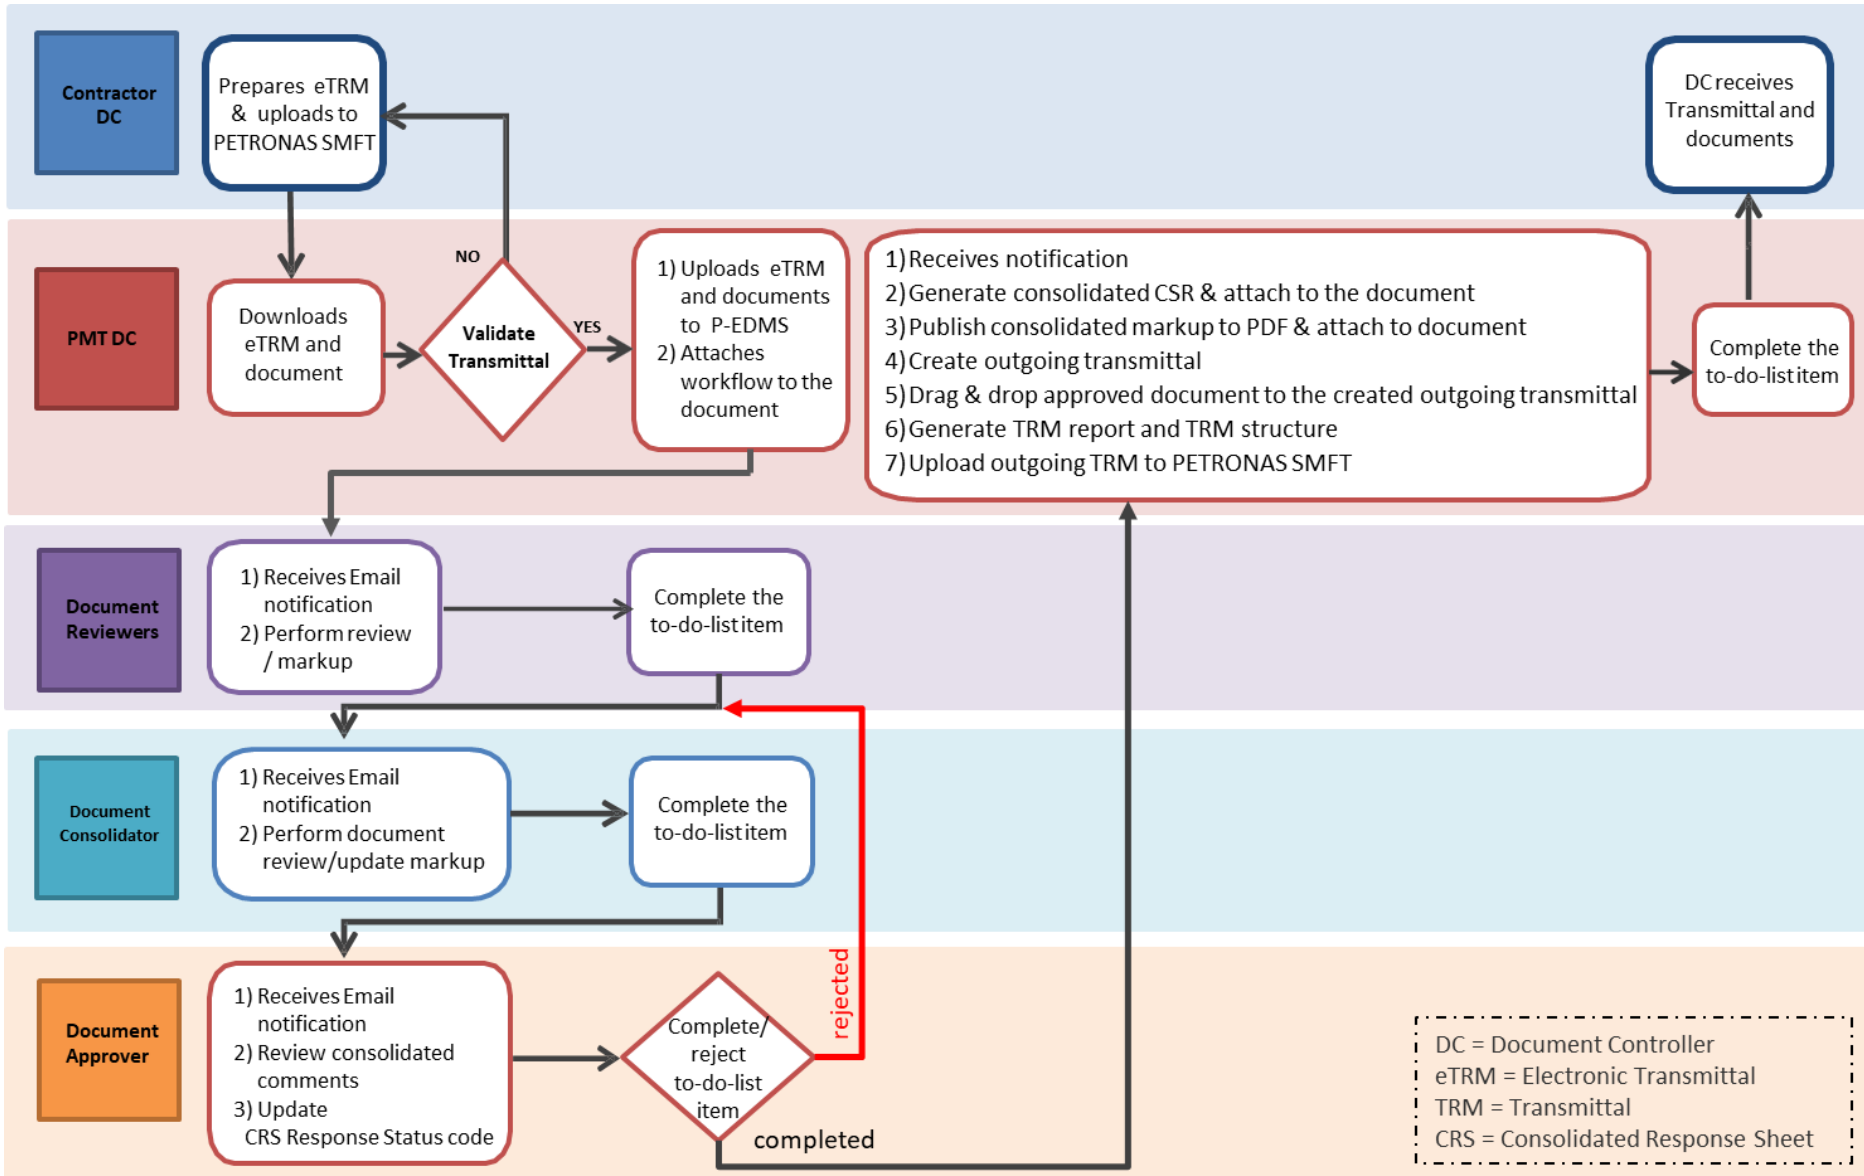 Contractor
DC
Prepares eTRM
& uploads to
PETRONAS SMFT
DC receives
Transmittal and
documents
PMT DC
Downloads
eTRM and
document
NO
Validate
Transmittal
YES
1) Uploads eTRM
and documents
to P-EDMS
2) Attaches
workflow to the
document
1) Receives notification
2) Generate consolidated CSR & attach to the document
3) Publish consolidated markup to PDF & attach to document
4) Create outgoing transmittal
5) Drag & drop approved document to the created outgoing transmittal
6) Generate TRM report and TRM structure
7) Upload outgoing TRM to PETRONAS SMFT
Complete the
to-do-list item
Document
Reviewers
1) Receives Email
notification
2) Perform review
/ markup
Complete the
to-do-list item
Document
Consolidator
1) Receives Email
notification
2) Perform document
review/update markup
Complete the
to-do-list item
Document
Approver
1) Receives Email
notification
2) Review consolidated
comments
3) Update
CRS Response Status code
Complete/
reject
to-do-list
item
rejected
completed
DC = Document Controller
eTRM = Electronic Transmittal
TRM = Transmittal
CRS = Consolidated Response Sheet